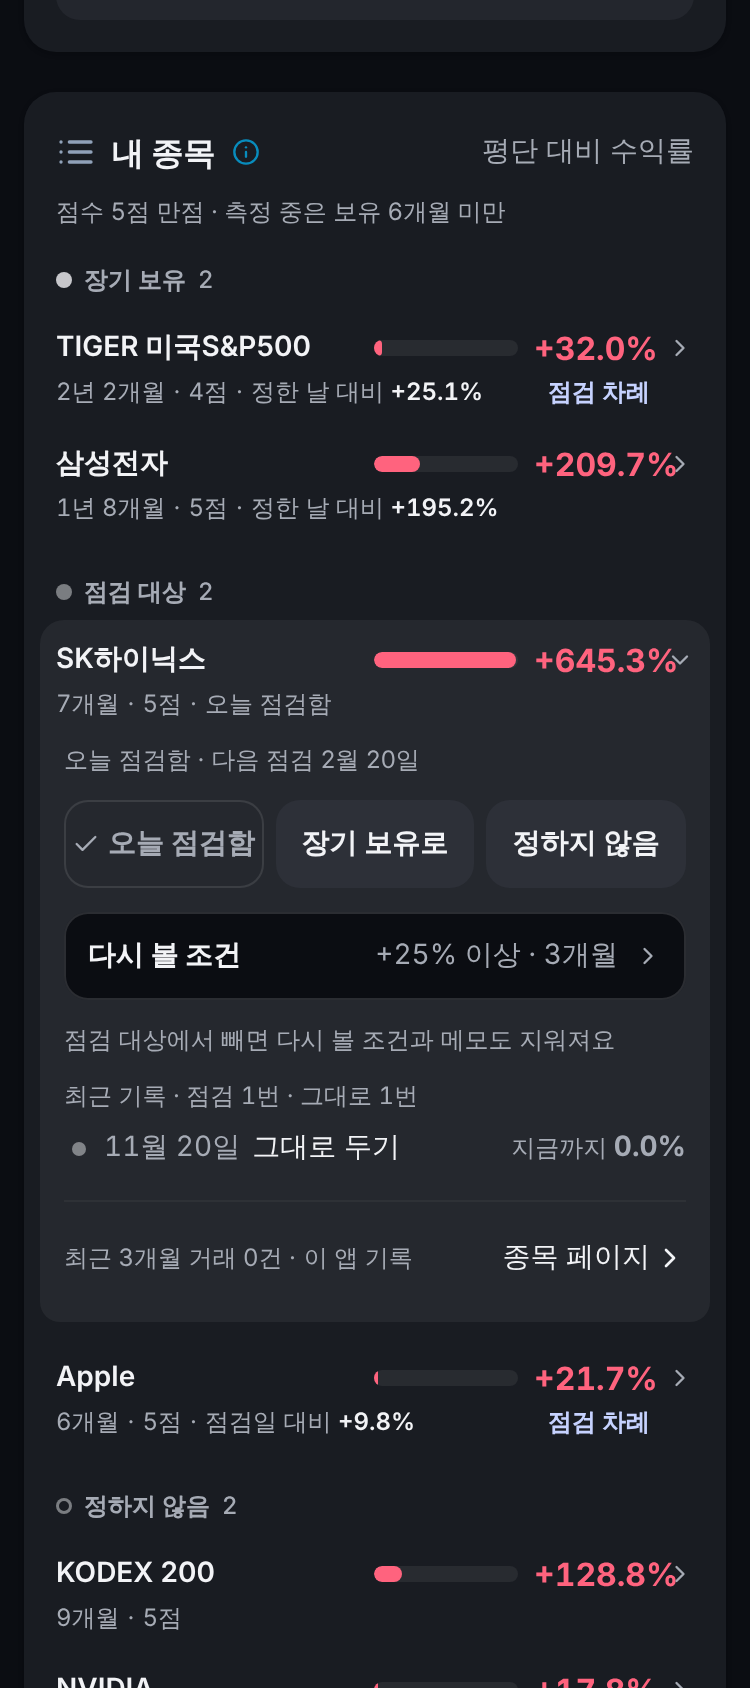 내 종목
평단 대비 수익률
점수 5점 만점 · 측정 중은 보유 6개월 미만
장기 보유 2
TIGER 미국S&P500 +32.0%
2년 2개월 · 4점 · 정한 날 대비 +25.1% 점검 차례
삼성전자 +209.7%
1년 8개월 · 5점 · 정한 날 대비 +195.2%
점검 대상 2
SK하이닉스 +645.3%
7개월 · 5점 · 오늘 점검함
오늘 점검함 · 다음 점검 2월 20일
오늘 점검함 장기 보유로 정하지 않음
다시 볼 조건 +25% 이상 · 3개월
점검 대상에서 빼면 다시 볼 조건과 메모도 지워져요
최근 기록 · 점검 1번 · 그대로 1번
11월 20일 그대로 두기 지금까지 0.0%
최근 3개월 거래 0건 · 이 앱 기록 종목 페이지
Apple +21.7%
6개월 · 5점 · 점검일 대비 +9.8% 점검 차례
정하지 않음 2
KODEX 200 +128.8%
9개월 · 5점
NVIDIA +17.8%